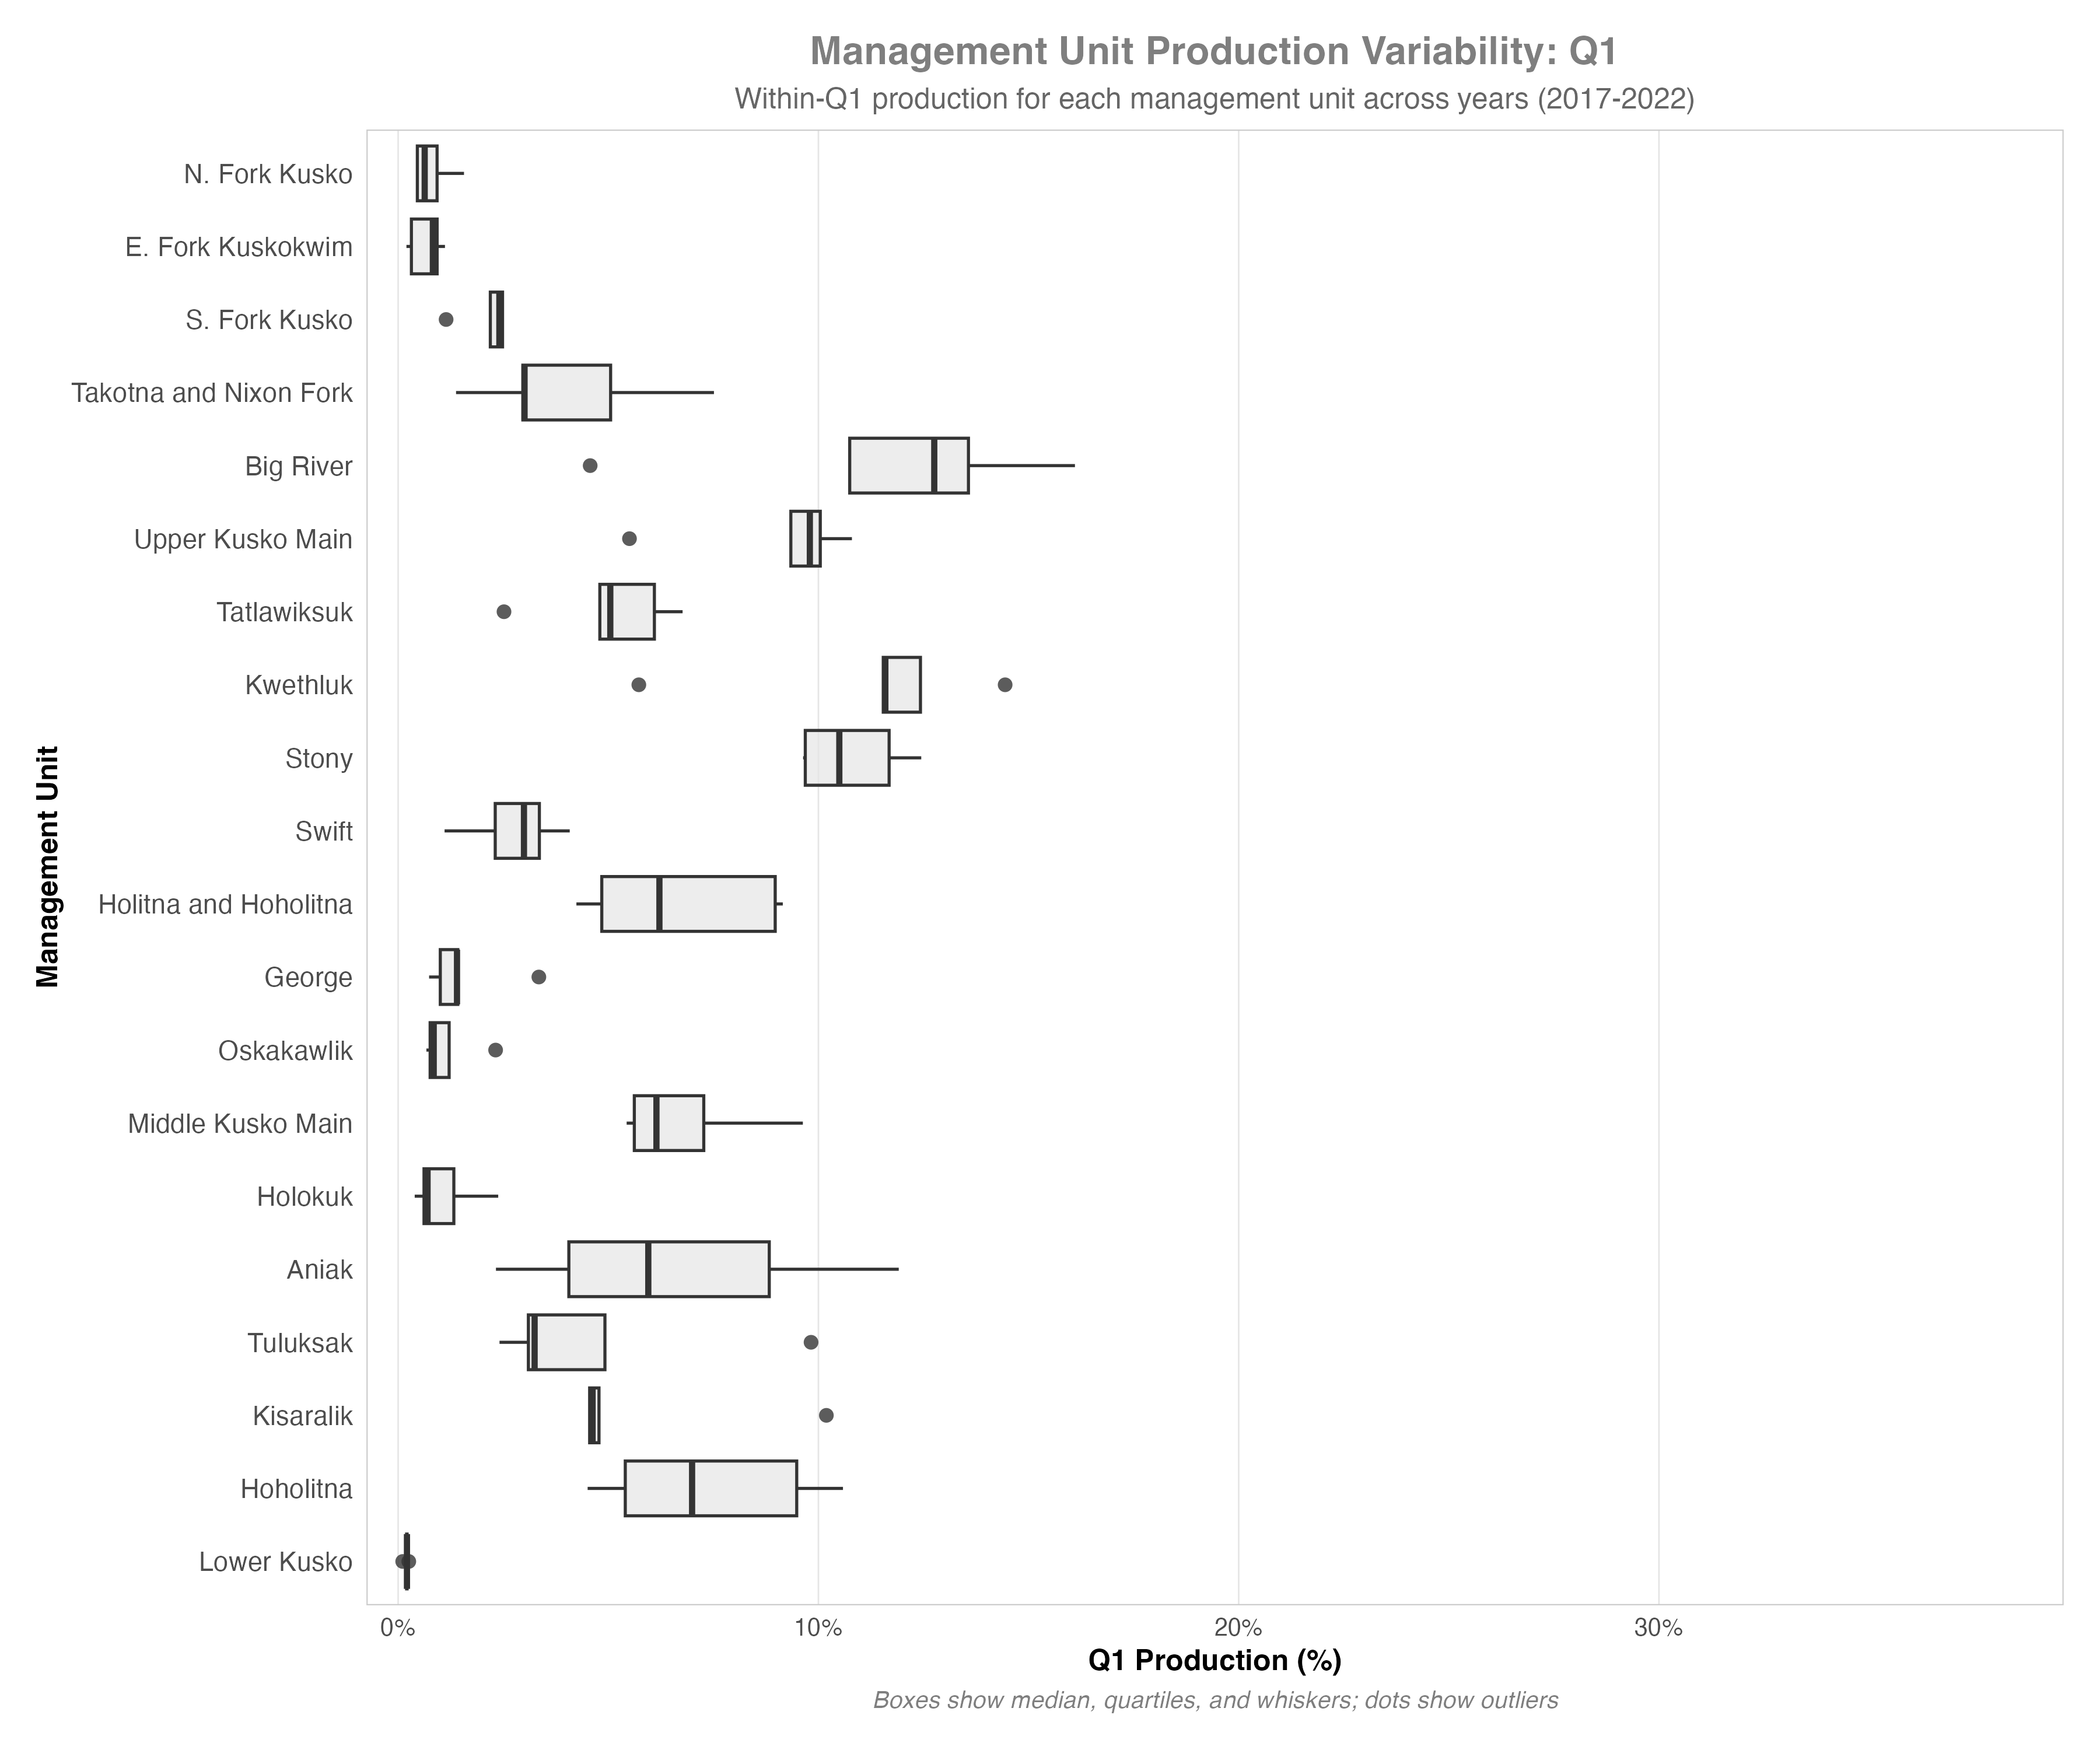 Management Unit Production Variability: Q1
Within-Q1 production for each management unit across years (2017-2022)
Management Unit
N. Fork Kusko
E. Fork Kuskokwim
S. Fork Kusko
Takotna and Nixon Fork
Big River
Upper Kusko Main
Tatlawiksuk
Kwethluk
Stony
Swift
Holitna and Hoholitna
George
Oskakawlik
Middle Kusko Main
Holokuk
Aniak
Tuluksak
Kisaralik
Hoholitna
Lower Kusko
0% 10% 20% 30%
Q1 Production (%)
Boxes show median, quartiles, and whiskers; dots show outliers